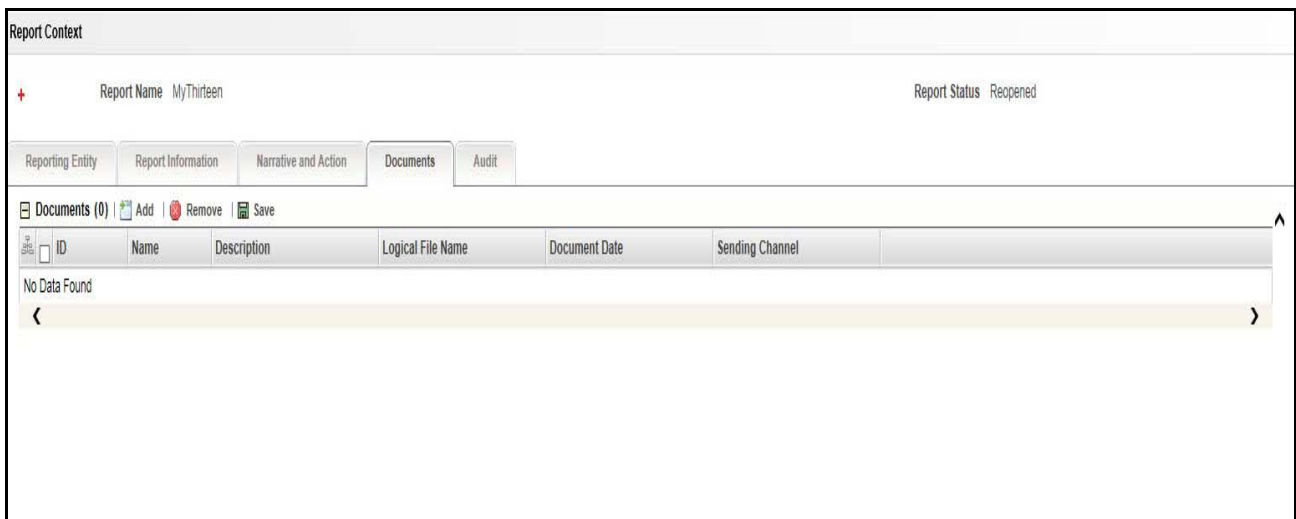 Report Context
Report Name MyThirteen Report Status Reopened
Reporting Entity Report Information Narrative and Action Documents Audit
Documents (0) | Add | Remove | Save
ID Name Description Logical File Name Document Date Sending Channel
No Data Found